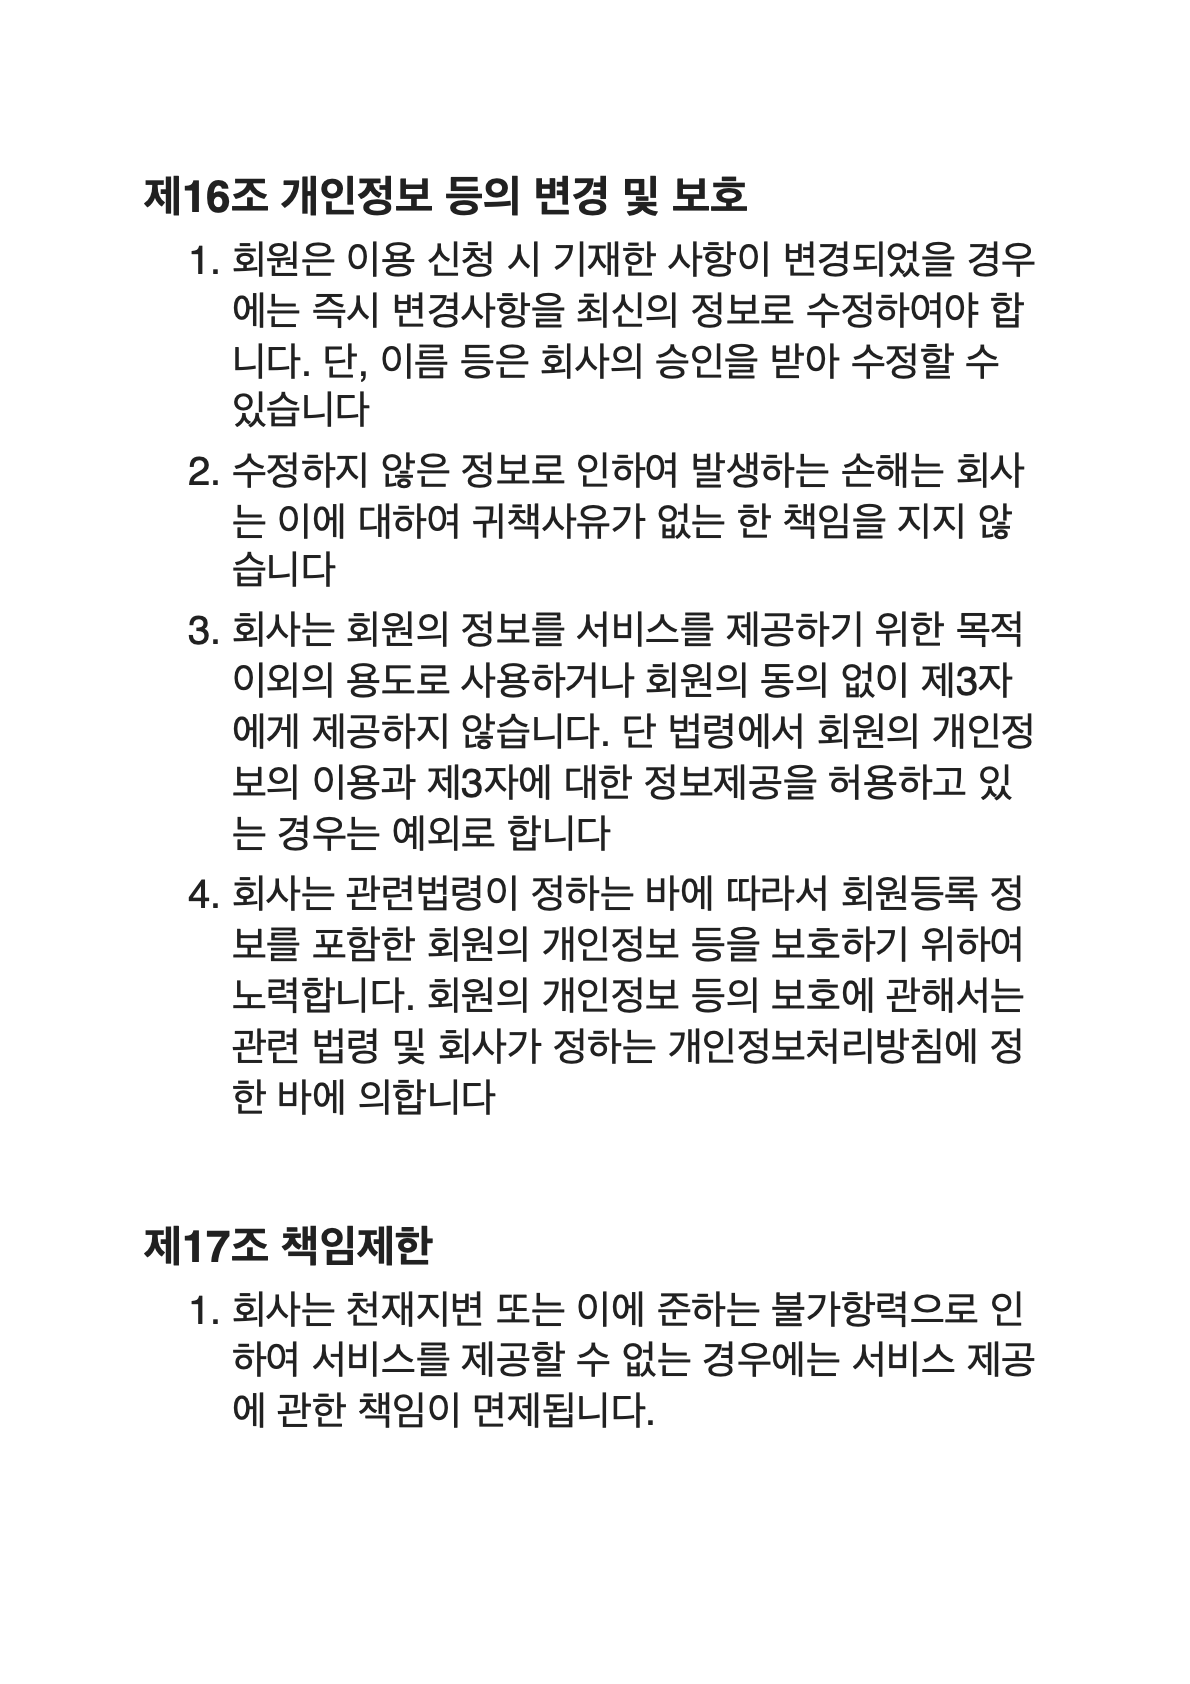 제16조 개인정보 등의 변경 및 보호
1. 회원은 이용 신청 시 기재한 사항이 변경되었을 경우
에는 즉시 변경사항을 최신의 정보로 수정하여야 합
니다. 단, 이름 등은 회사의 승인을 받아 수정할 수
있습니다
2. 수정하지 않은 정보로 인하여 발생하는 손해는 회사
는 이에 대하여 귀책사유가 없는 한 책임을 지지 않
습니다
3. 회사는 회원의 정보를 서비스를 제공하기 위한 목적
이외의 용도로 사용하거나 회원의 동의 없이 제3자
에게 제공하지 않습니다. 단 법령에서 회원의 개인정
보의 이용과 제3자에 대한 정보제공을 허용하고 있
는 경우는 예외로 합니다
4. 회사는 관련법령이 정하는 바에 따라서 회원등록 정
보를 포함한 회원의 개인정보 등을 보호하기 위하여
노력합니다. 회원의 개인정보 등의 보호에 관해서는
관련 법령 및 회사가 정하는 개인정보처리방침에 정
한 바에 의합니다
제17조 책임제한
1. 회사는 천재지변 또는 이에 준하는 불가항력으로 인
하여 서비스를 제공할 수 없는 경우에는 서비스 제공
에 관한 책임이 면제됩니다.